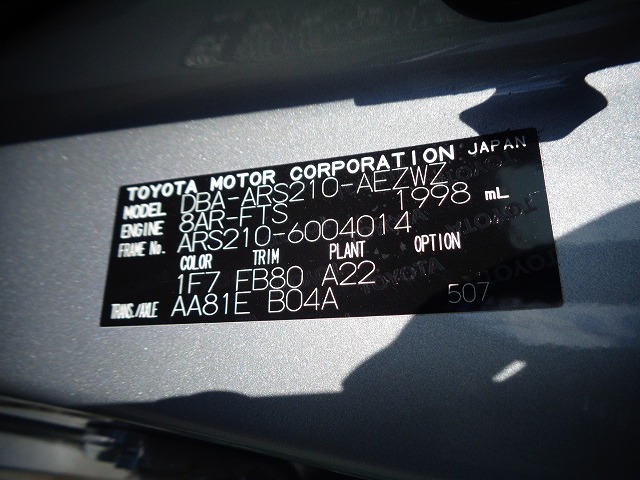 TOYOTA MOTOR CORPORATION JAPAN
MODEL DBA-ARS210-AEZWZ
ENGINE 8AR-FTS 1998 mL
FRAME No. ARS210-6004014
COLOR TRIM PLANT OPTION
1F7 FB80 A22
TRANS./AXLE AA81E B04A 507